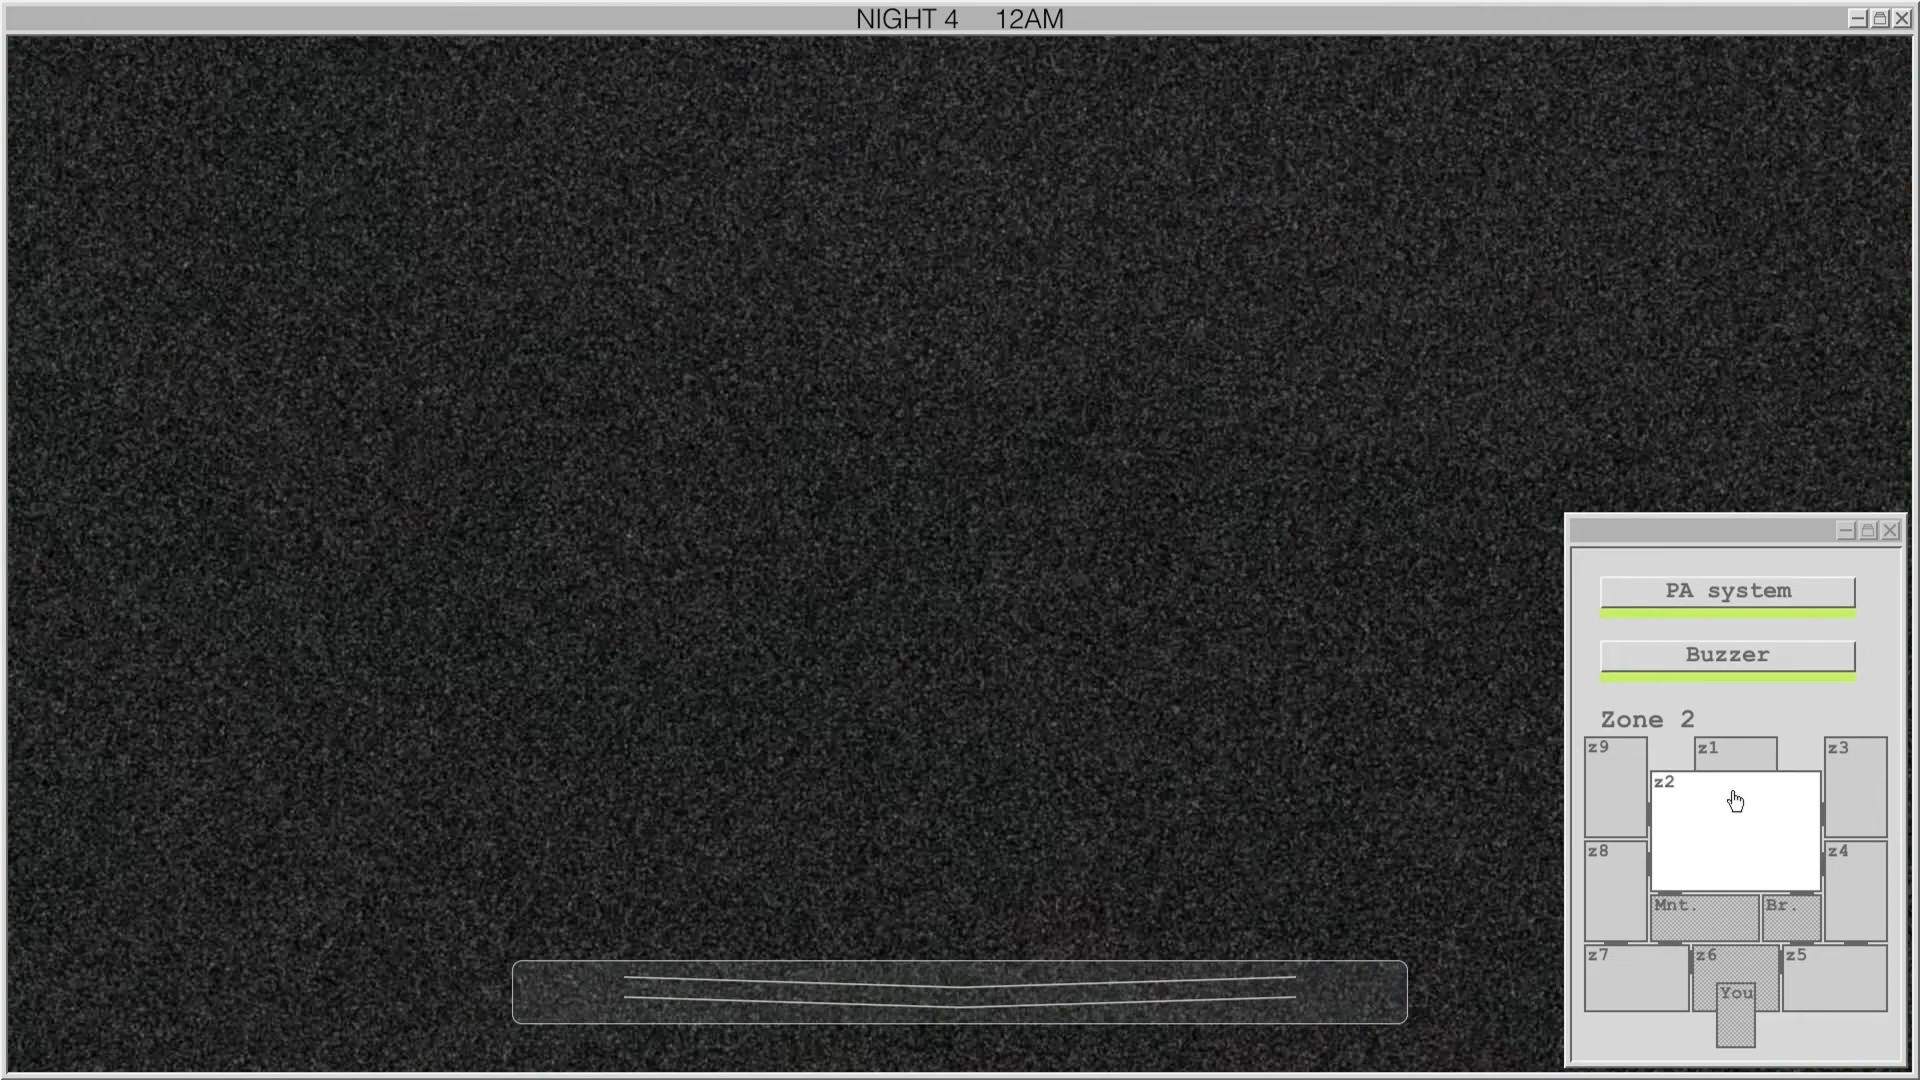 NIGHT 4 12AM
PA system
Buzzer
Zone 2
z9 z1 z3
z2
z8 z4
Mnt. Br.
z7 z6 z5
You